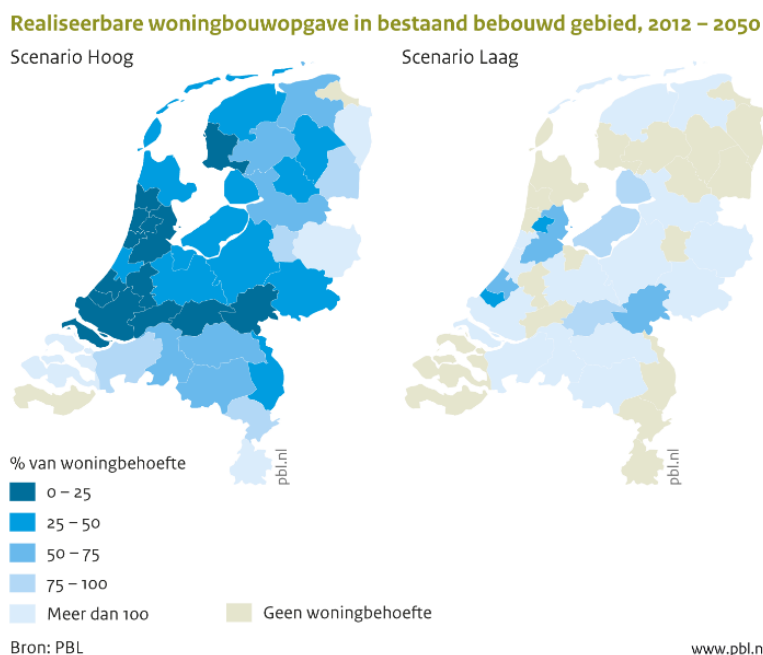 Realiseerbare woningbouwopgave in bestaand bebouwd gebied, 2012 – 2050
Scenario Hoog
Scenario Laag
pbl.nl
pbl.nl
% van woningbehoefte
0 – 25
25 – 50
50 – 75
75 – 100
Meer dan 100
Geen woningbehoefte
Bron: PBL
www.pbl.n